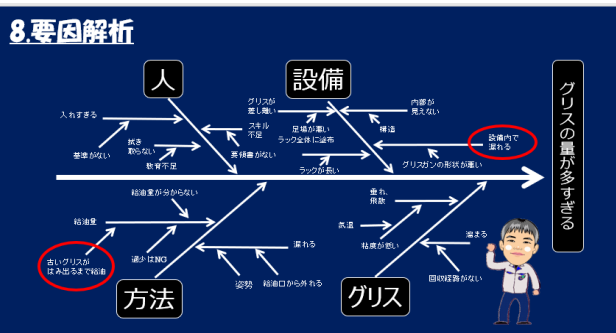 8.要因解析
人
設備
グリスが
差し難い
内部が
見えない
入れすぎる
スキル
不足
足場が悪い
ラック全体に塗布
構造
設備内で
漏れる
拭き
取らない
基準がない
教育不足
要領書がない
ラックが長い
グリスガンの形状が悪い
グリスの量が多すぎる
給油量が分からない
垂れ、
飛散
給油量
気温
溜まる
漏れる
粘度が低い
古いグリスが
はみ出るまで給油
過少はNG
姿勢
給油口から外れる
回収経路がない
方法
グリス